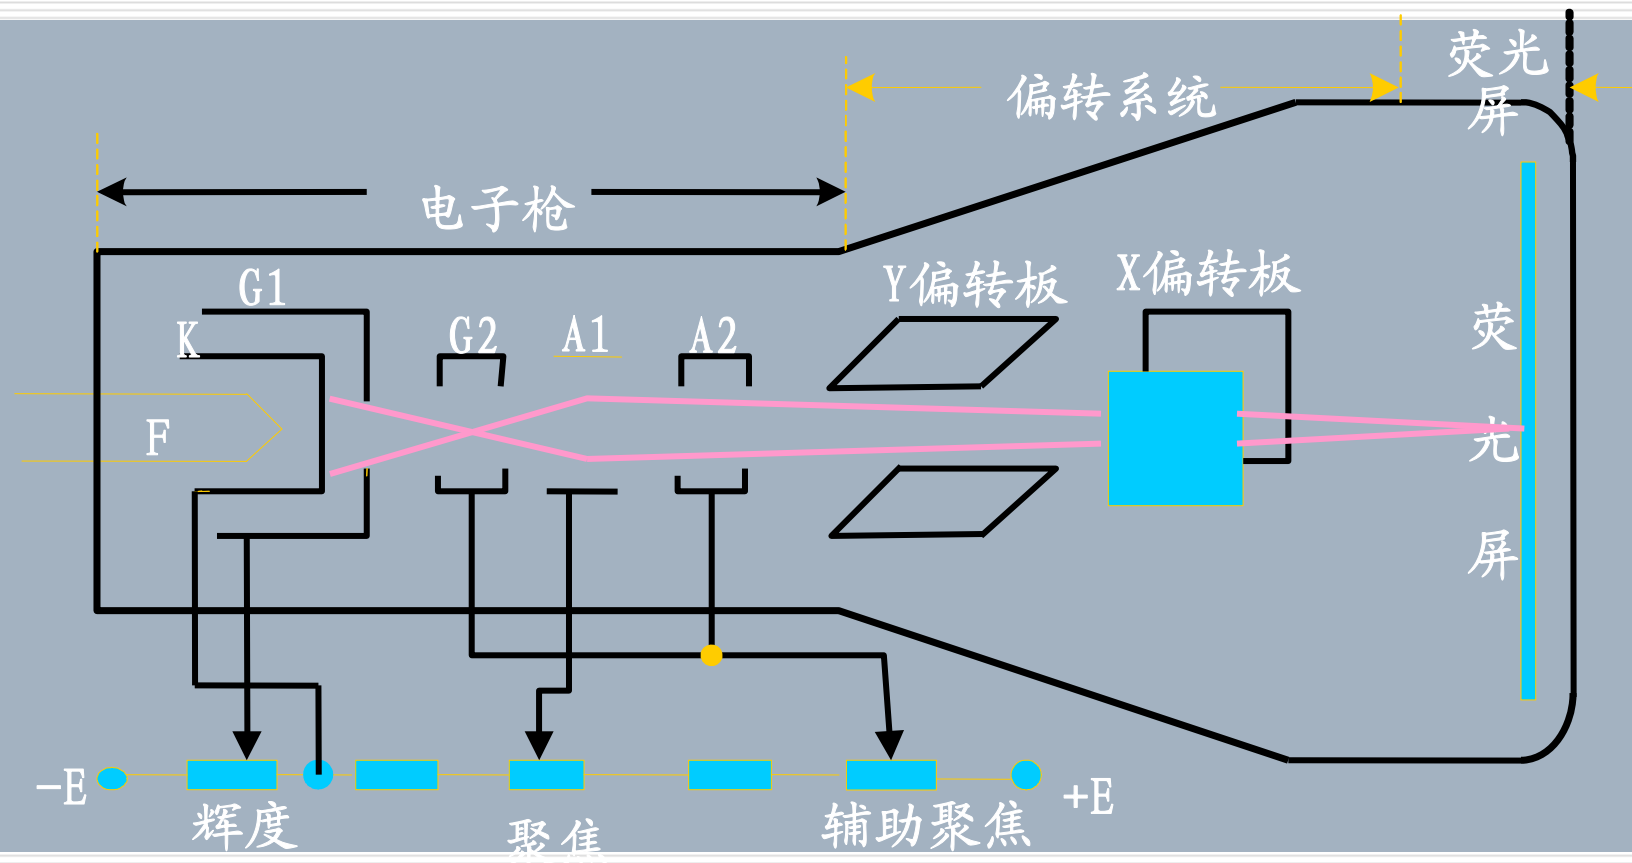 荧光
屏
偏转系统
电子枪
G1
K
G2
A1
A2
Y偏转板
X偏转板
F
荧
光
屏
—E
+E
辉度
聚焦
辅助聚焦